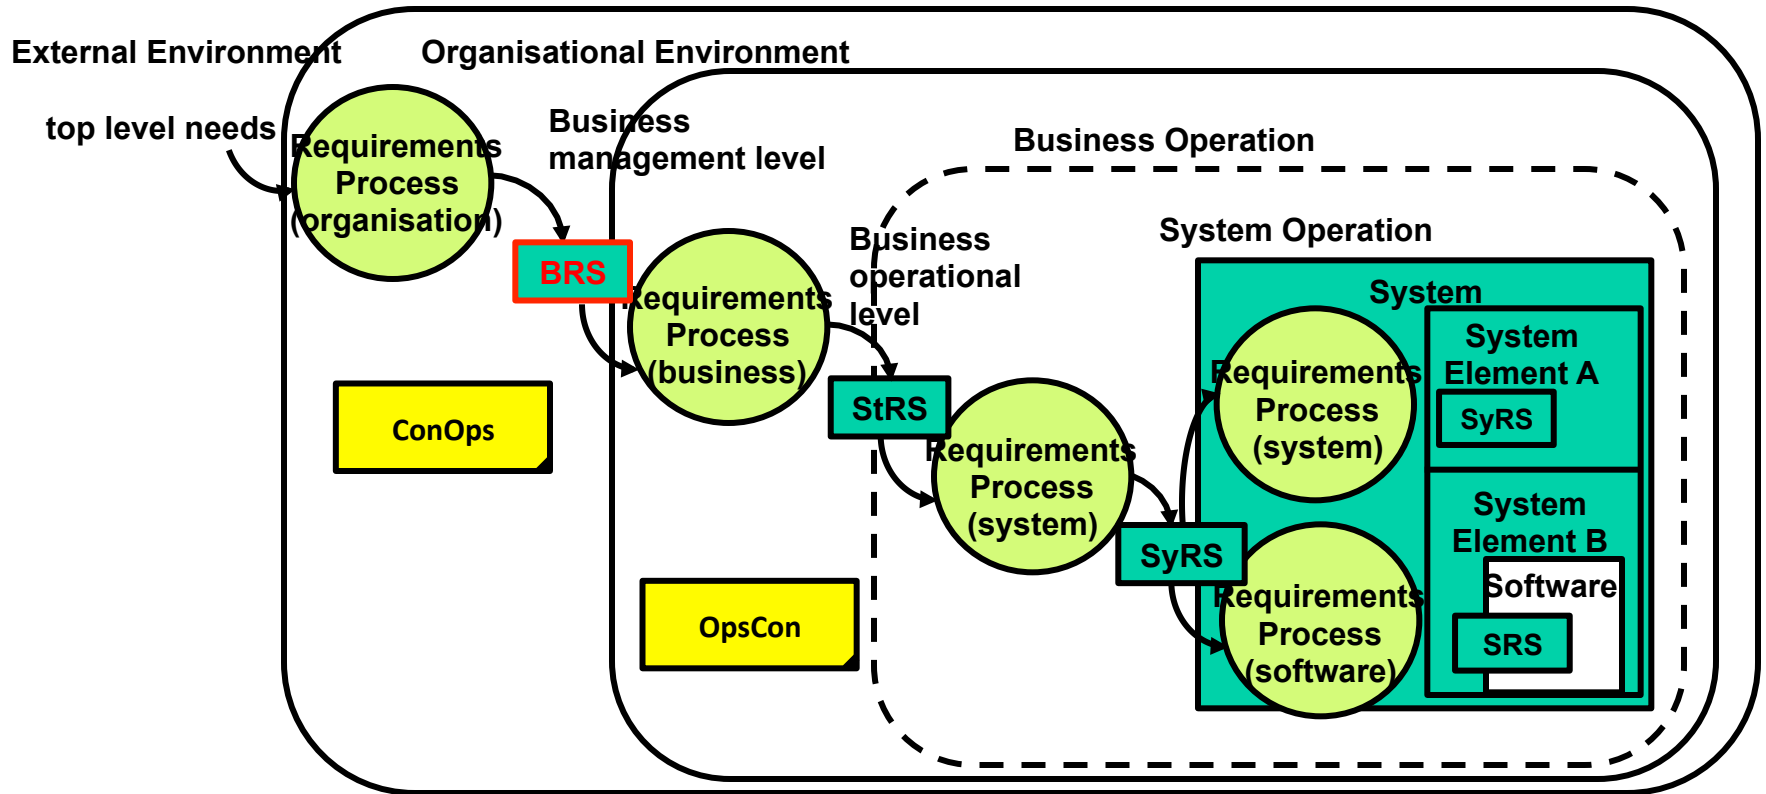 External Environment
Organisational Environment
top level needs
Requirements
Process
(organisation)
Business
management level
Business Operation
BRS
Requirements
Process
(business)
Business
operational
level
System Operation
ConOps
StRS
Requirements
Process
(system)
OpsCon
SyRS
System
Requirements
Process
(system)
System
Element A
SyRS
Requirements
Process
(software)
System
Element B
Software
SRS